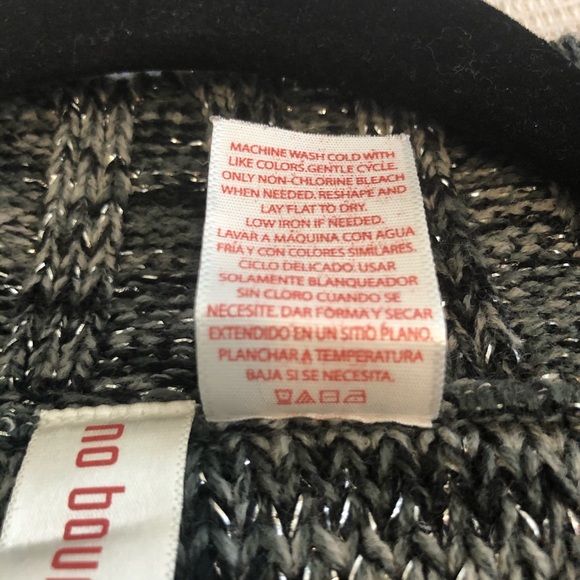 MACHINE WASH COLD WITH
LIKE COLORS.GENTLE CYCLE.
ONLY NON-CHLORINE BLEACH
WHEN NEEDED. RESHAPE AND
LAY FLAT TO DRY.
LOW IRON IF NEEDED.
LAVAR A MÁQUINA CON AGUA
FRÍA Y CON COLORES SIMILARES.
CICLO DELICADO. USAR
SOLAMENTE BLANQUEADOR
SIN CLORO CUANDO SE
NECESITE. DAR FORMA Y SECAR
EXTENDIDO EN UN SITIO PLANO.
PLANCHAR A TEMPERATURA
BAJA SI SE NECESITA.
no bou